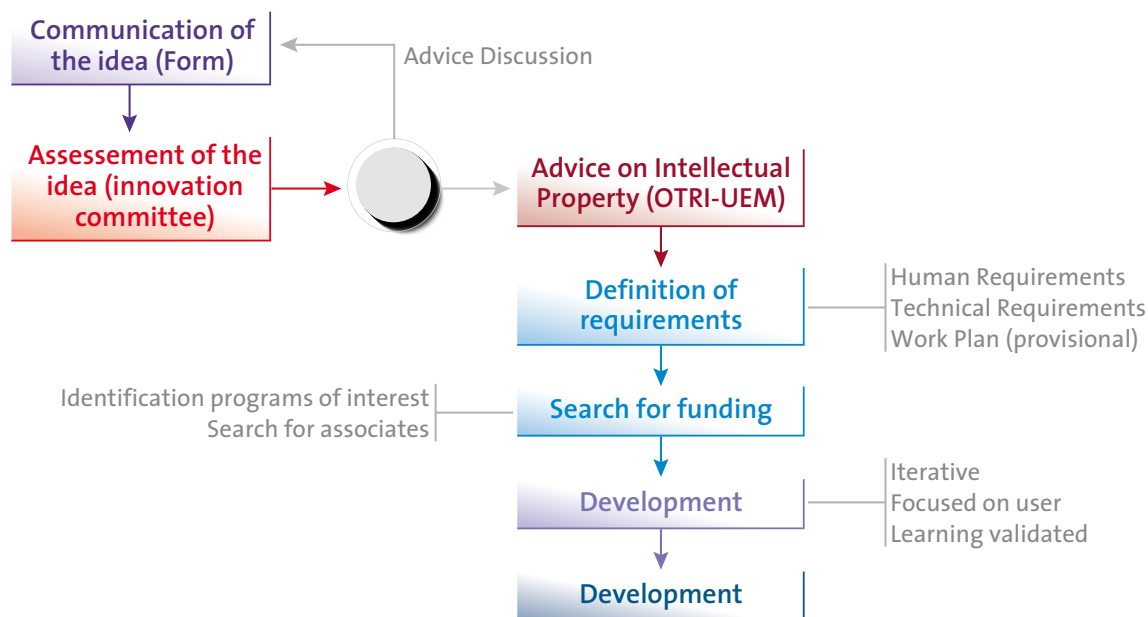 Communication of
the idea (Form)
Advice Discussion
Assessement of the
idea (innovation
committee)
Advice on Intellectual
Property (OTRI-UEM)
Definition of
requirements
Human Requirements
Technical Requirements
Work Plan (provisional)
Identification programs of interest
Search for associates
Search for funding
Development
Iterative
Focused on user
Learning validated
Development